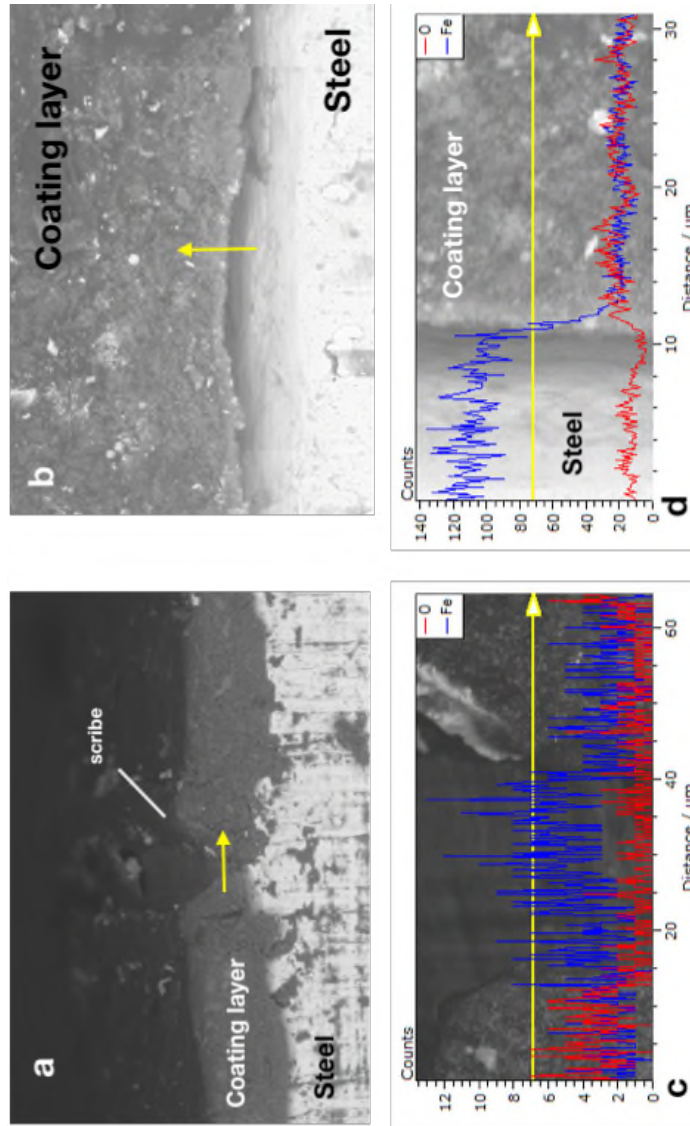 a
scribe
Coating layer
Steel
b
Coating layer
Steel
c
Counts
12
10
8
6
4
2
0
20
40
60
Distance / µm
O
Fe
d
Counts
140
120
100
80
60
40
20
0
10
20
30
Distance / µm
O
Fe
Coating layer
Steel